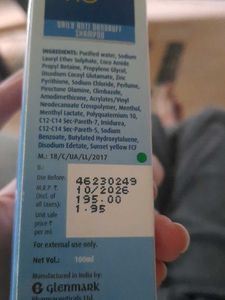 DAILY ANTI DANDRUFF
SHAMPOO
INGREDIENTS: Purified water, Sodium
Lauryl Ether Sulphate, Coco Amido
Propyl Betaine, Propylene Glycol,
Disodium Cocoyl Glutamate, Zinc
Pyrithione, Sodium Chloride, Perfume,
Piroctone Olamine, Climbazole,
Amodimethicone, Acrylates/Vinyl
Neodecanoate Crosspolymer, Menthol,
Menthyl Lactate, Polyquaternium 10,
C12-C14 Sec-Pareth-7, Imidurea,
C12-C14 Sec-Pareth-5, Sodium
Benzoate, Butylated Hydroxytoluene,
Disodium Edetate, Sunset yellow FCF
M.: 18/C/UA/LL/2017
B.:
46230249
Use Before:
10/2026
M.R.P ₹
(Incl. of
all taxes):
195.00
Unit sale
price ₹
per ml:
1.95
For external use only.
Net Vol.: 100ml
Manufactured in India by:
glenmark
Pharmaceuticals Ltd.